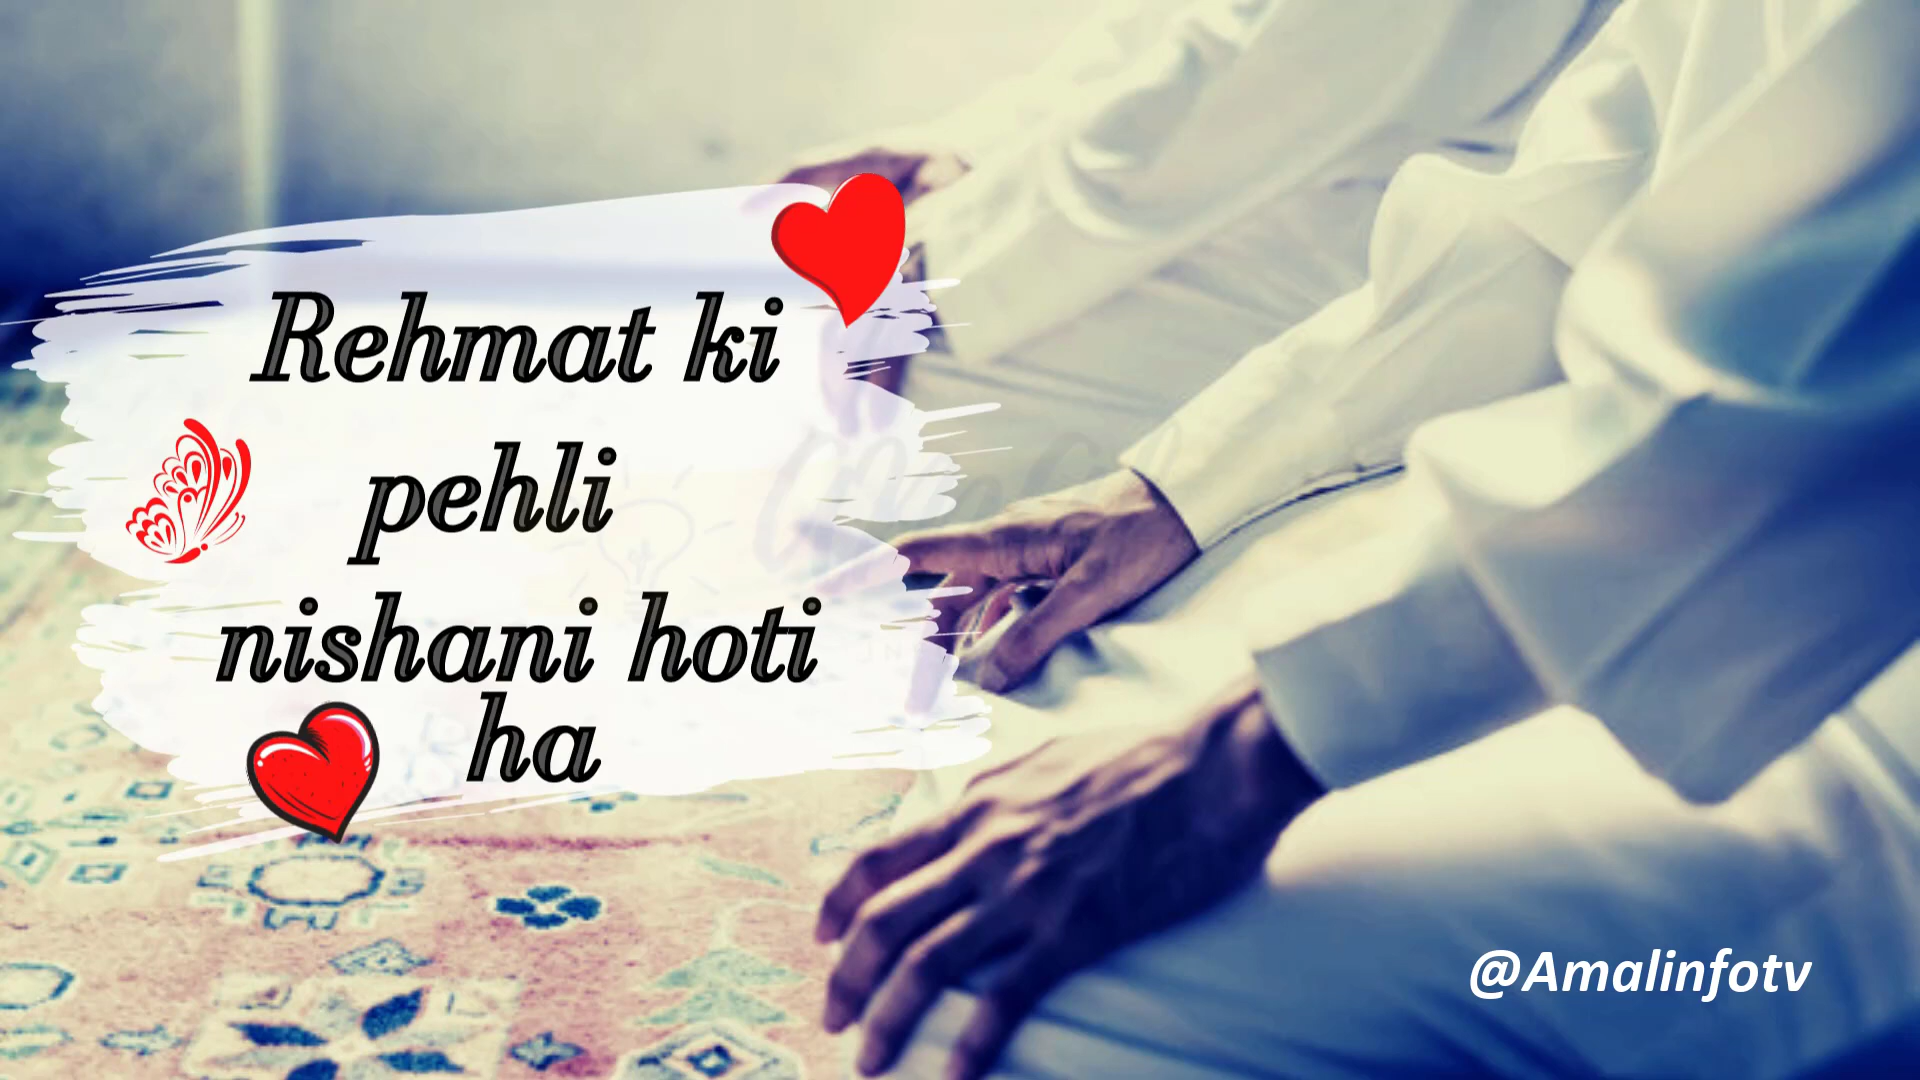 Rehmat ki
pehli
nishani hoti
ha
@Amalinfotv